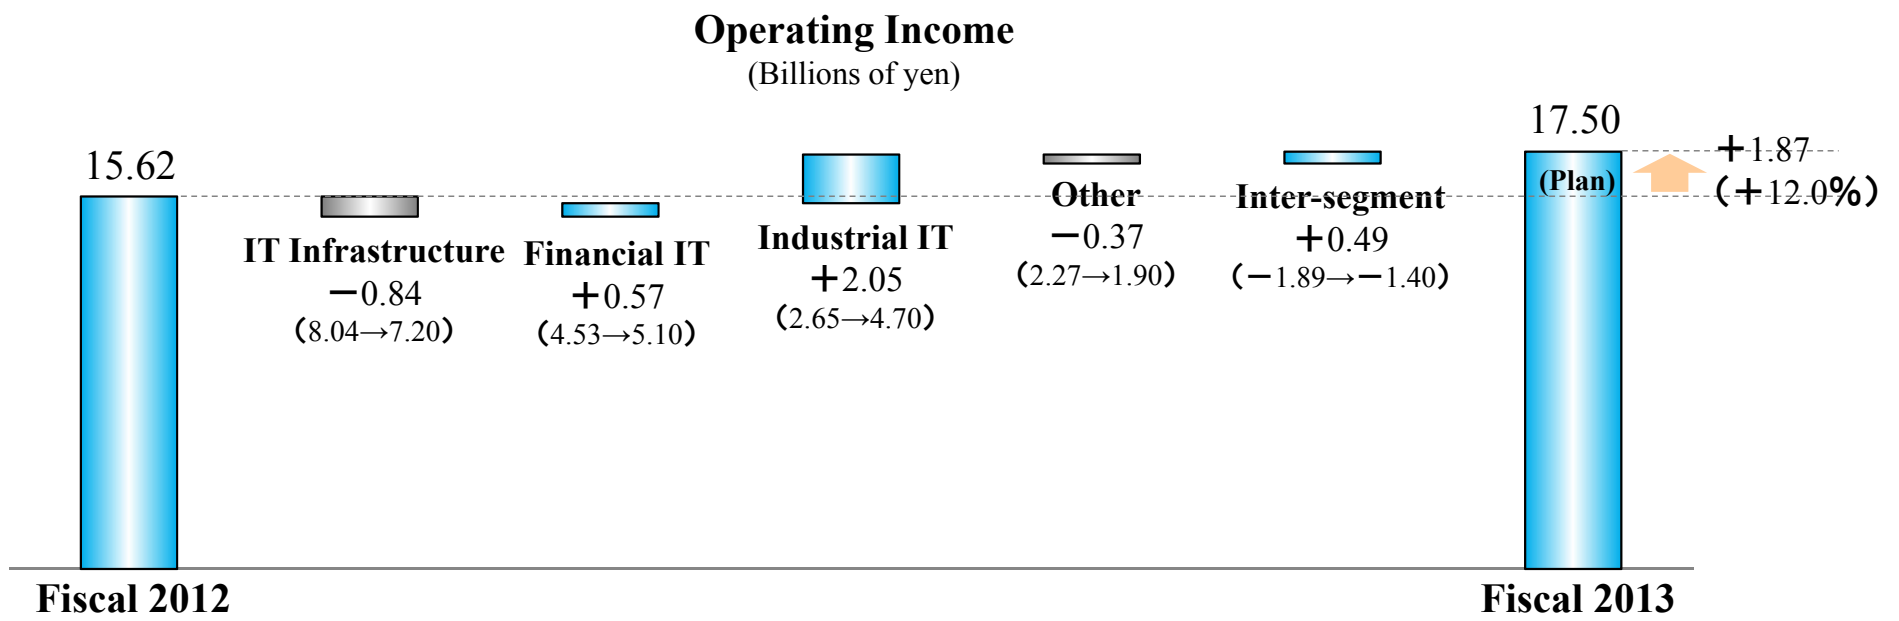 Operating Income
(Billions of yen)
15.62
IT Infrastructure
－0.84
（8.04→7.20）
Financial IT
＋0.57
（4.53→5.10）
Industrial IT
＋2.05
（2.65→4.70）
Other
－0.37
（2.27→1.90）
Inter-segment
＋0.49
（－1.89→－1.40）
17.50
(Plan)
＋1.87
（＋12.0％）
Fiscal 2012
Fiscal 2013